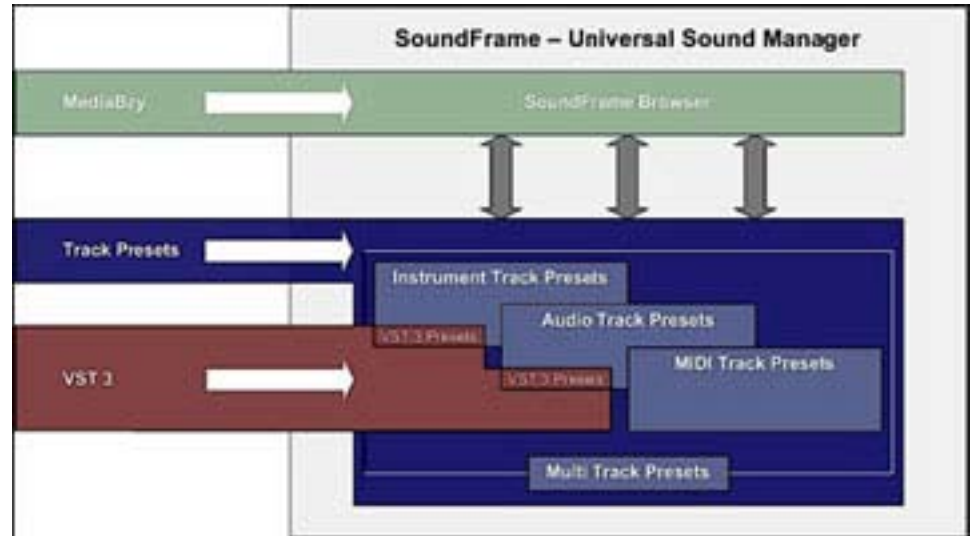 SoundFrame – Universal Sound Manager
MediaBay
SoundFrame Browser
Track Presets
Instrument Track Presets
Audio Track Presets
VST 3 Presets
MIDI Track Presets
VST 3
VST 3 Presets
Multi Track Presets